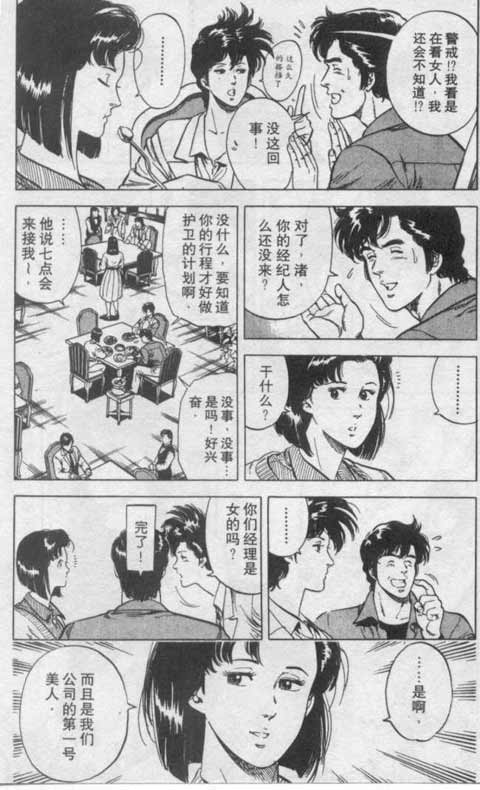 警戒!?我看是
在看女人，我
还会不知道!?
这么久
的搭挡了
没这回
事！
对了，渚，
你的经纪人怎
么还没来？
没什么，要知道
你的行程才好做
护卫的计划啊．
………
他说七点会
来接我～．
………
干什么？
没事、没事…
是吗！好兴
奋．
………
你们经理是
女的吗？
完了！
……是啊．
而且是我们
公司的第一号
美人．